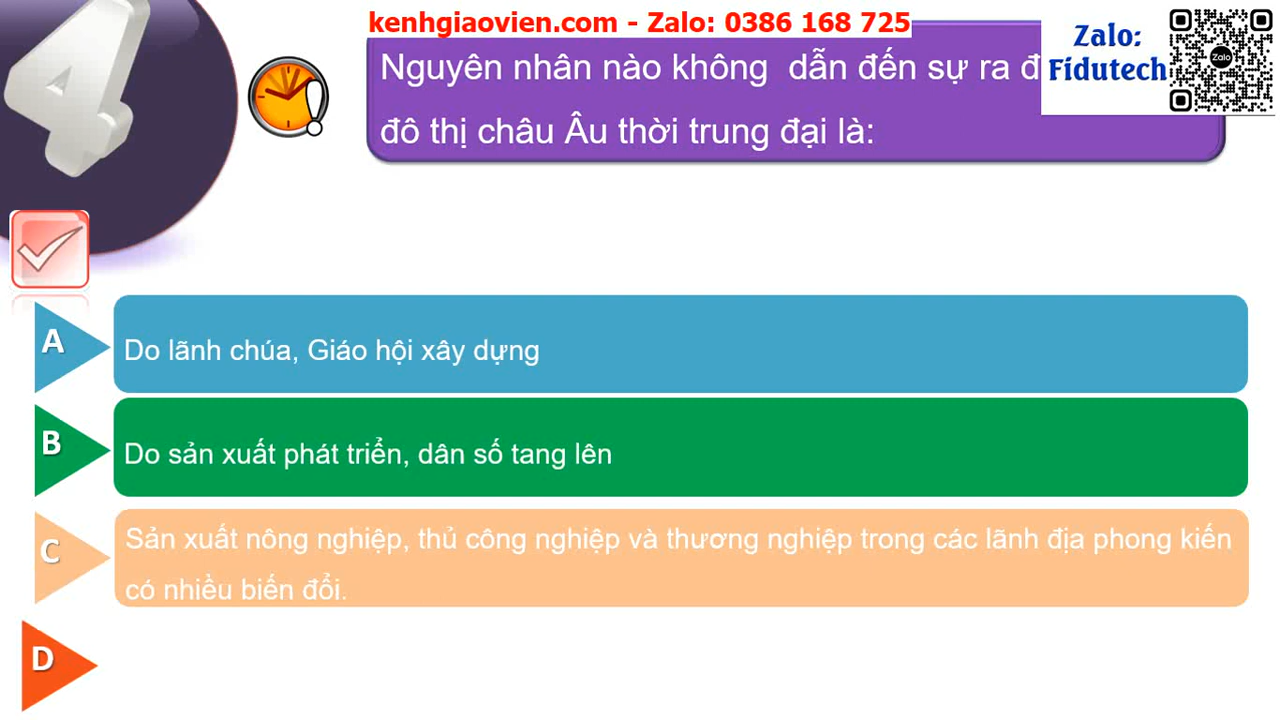 kenhgiaovien.com - Zalo: 0386 168 725
Zalo:
Fidutech
Zalo
4
Nguyên nhân nào không dẫn đến sự ra
đô thị châu Âu thời trung đại là:
A
Do lãnh chúa, Giáo hội xây dựng
B
Do sản xuất phát triển, dân số tang lên
C
Sản xuất nông nghiệp, thủ công nghiệp và thương nghiệp trong các lãnh địa phong kiến
có nhiều biến đổi.
D